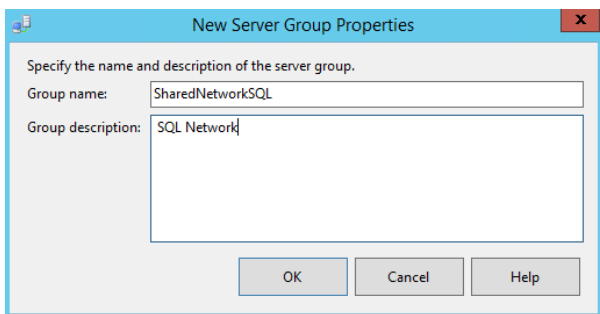 New Server Group Properties
x
Specify the name and description of the server group.
Group name: SharedNetworkSQL
Group description: SQL Network
OK Cancel Help